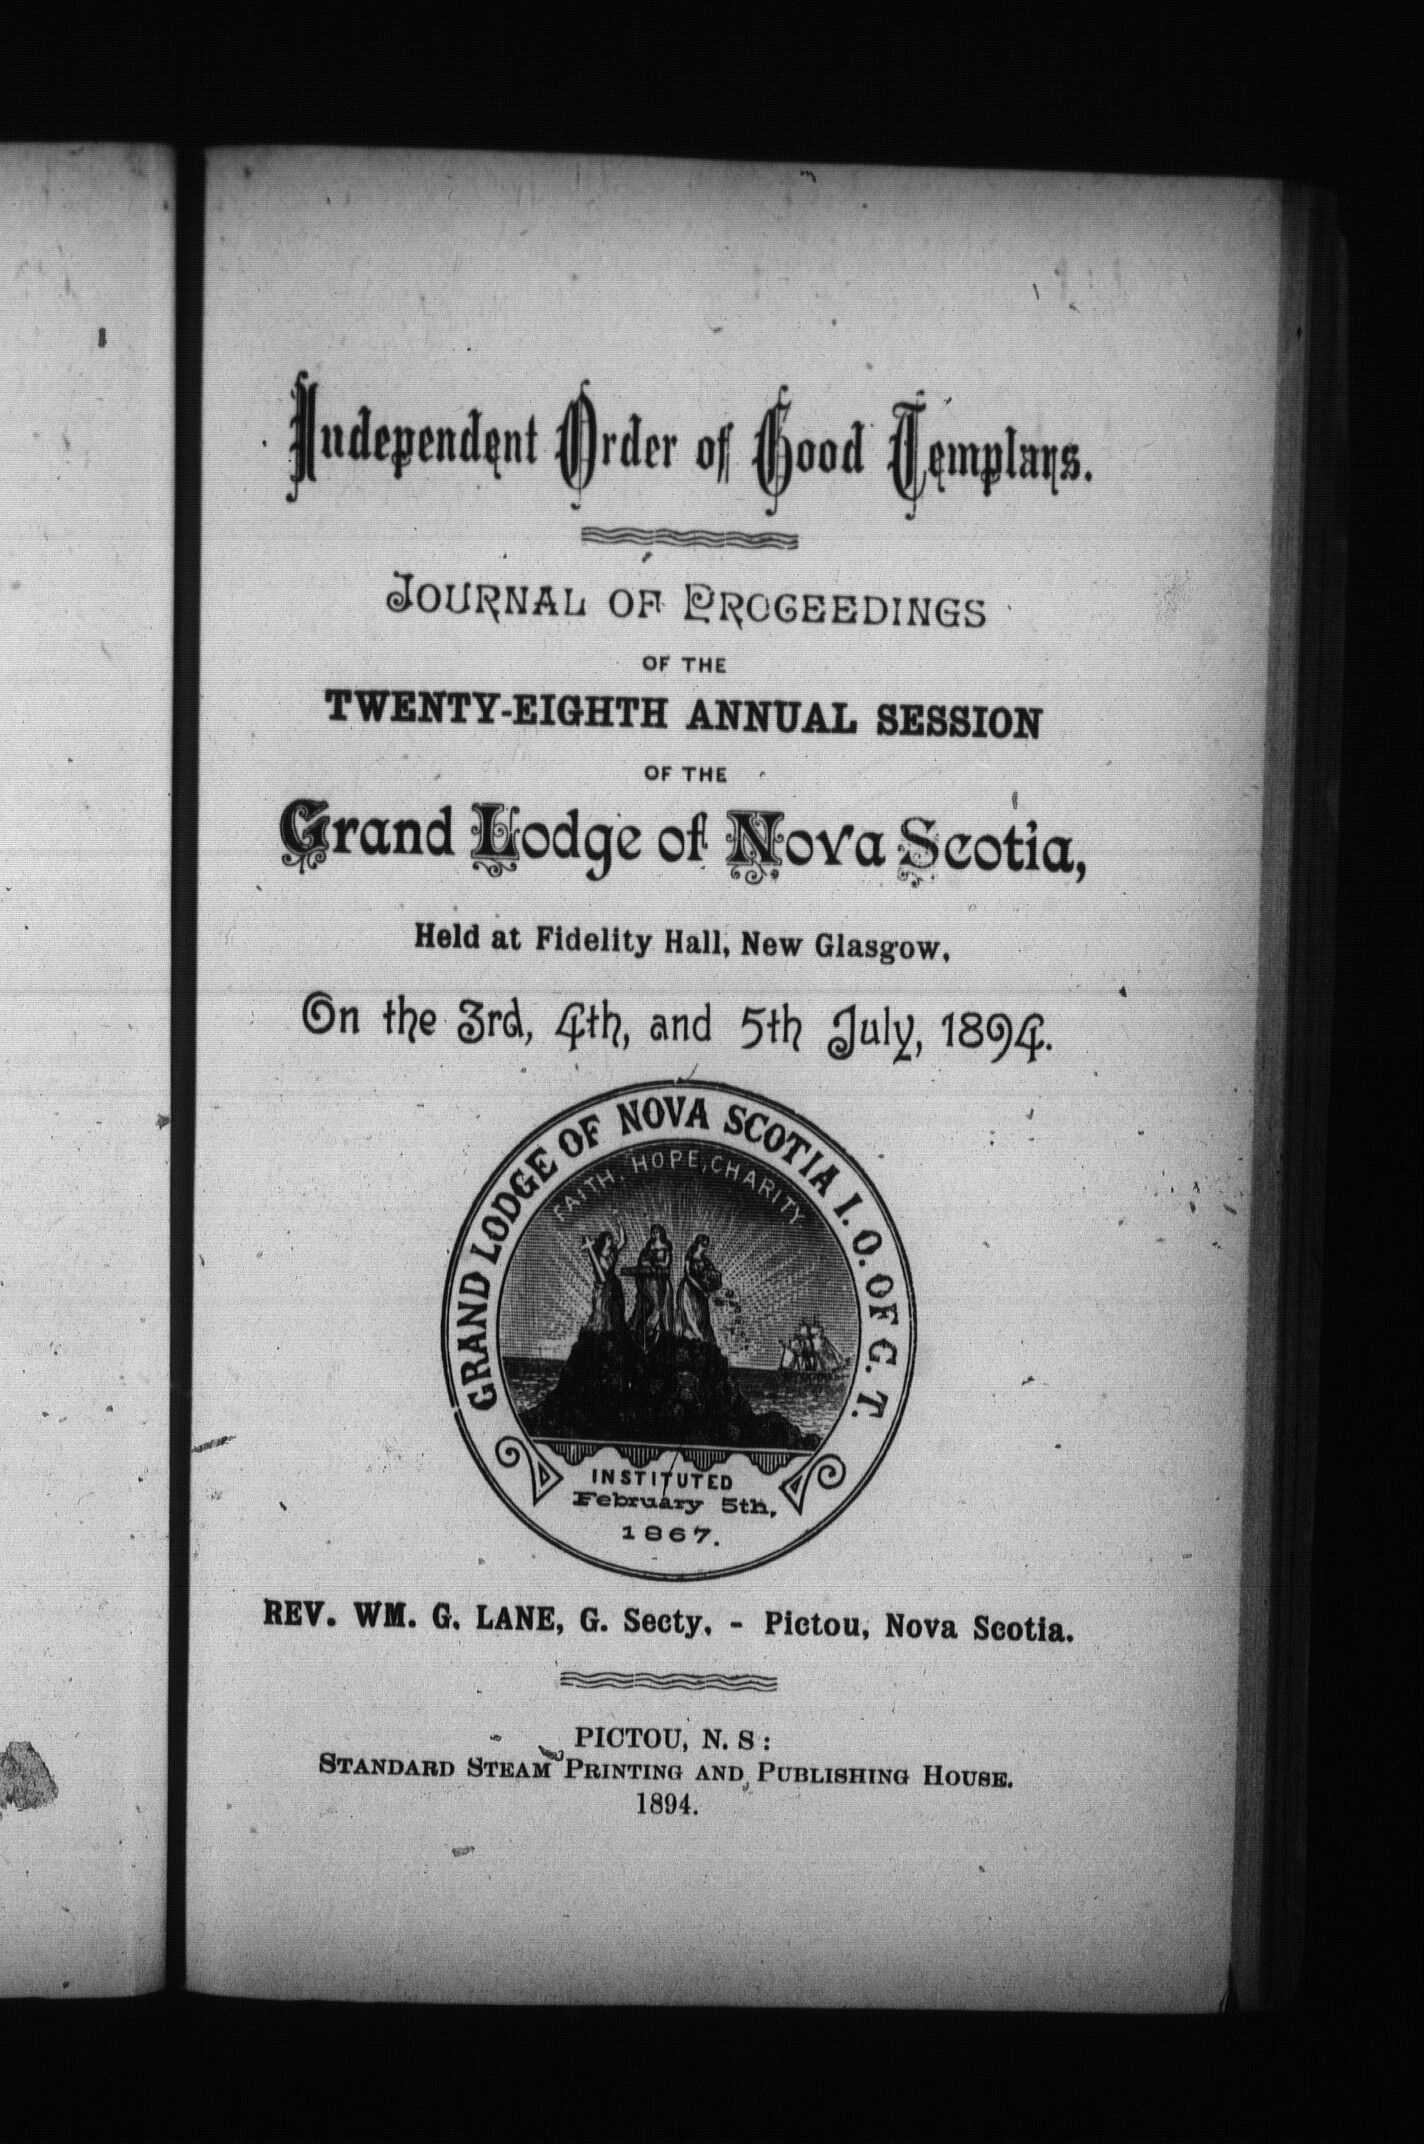 Independent Order of Good Templars.
JOURNAL OF PROCEEDINGS
OF THE
TWENTY-EIGHTH ANNUAL SESSION
OF THE
Grand Lodge of Nova Scotia,
Held at Fidelity Hall, New Glasgow,
On the 3rd, 4th, and 5th July, 1894.
GRAND LODGE OF NOVA SCOTIA I. O. OF G. T.
FAITH, HOPE, CHARITY
INSTITUTED
February 5th,
1867.
REV. WM. G. LANE, G. Secty. - Pictou, Nova Scotia.
PICTOU, N. S:
STANDARD STEAM PRINTING AND PUBLISHING HOUSE.
1894.